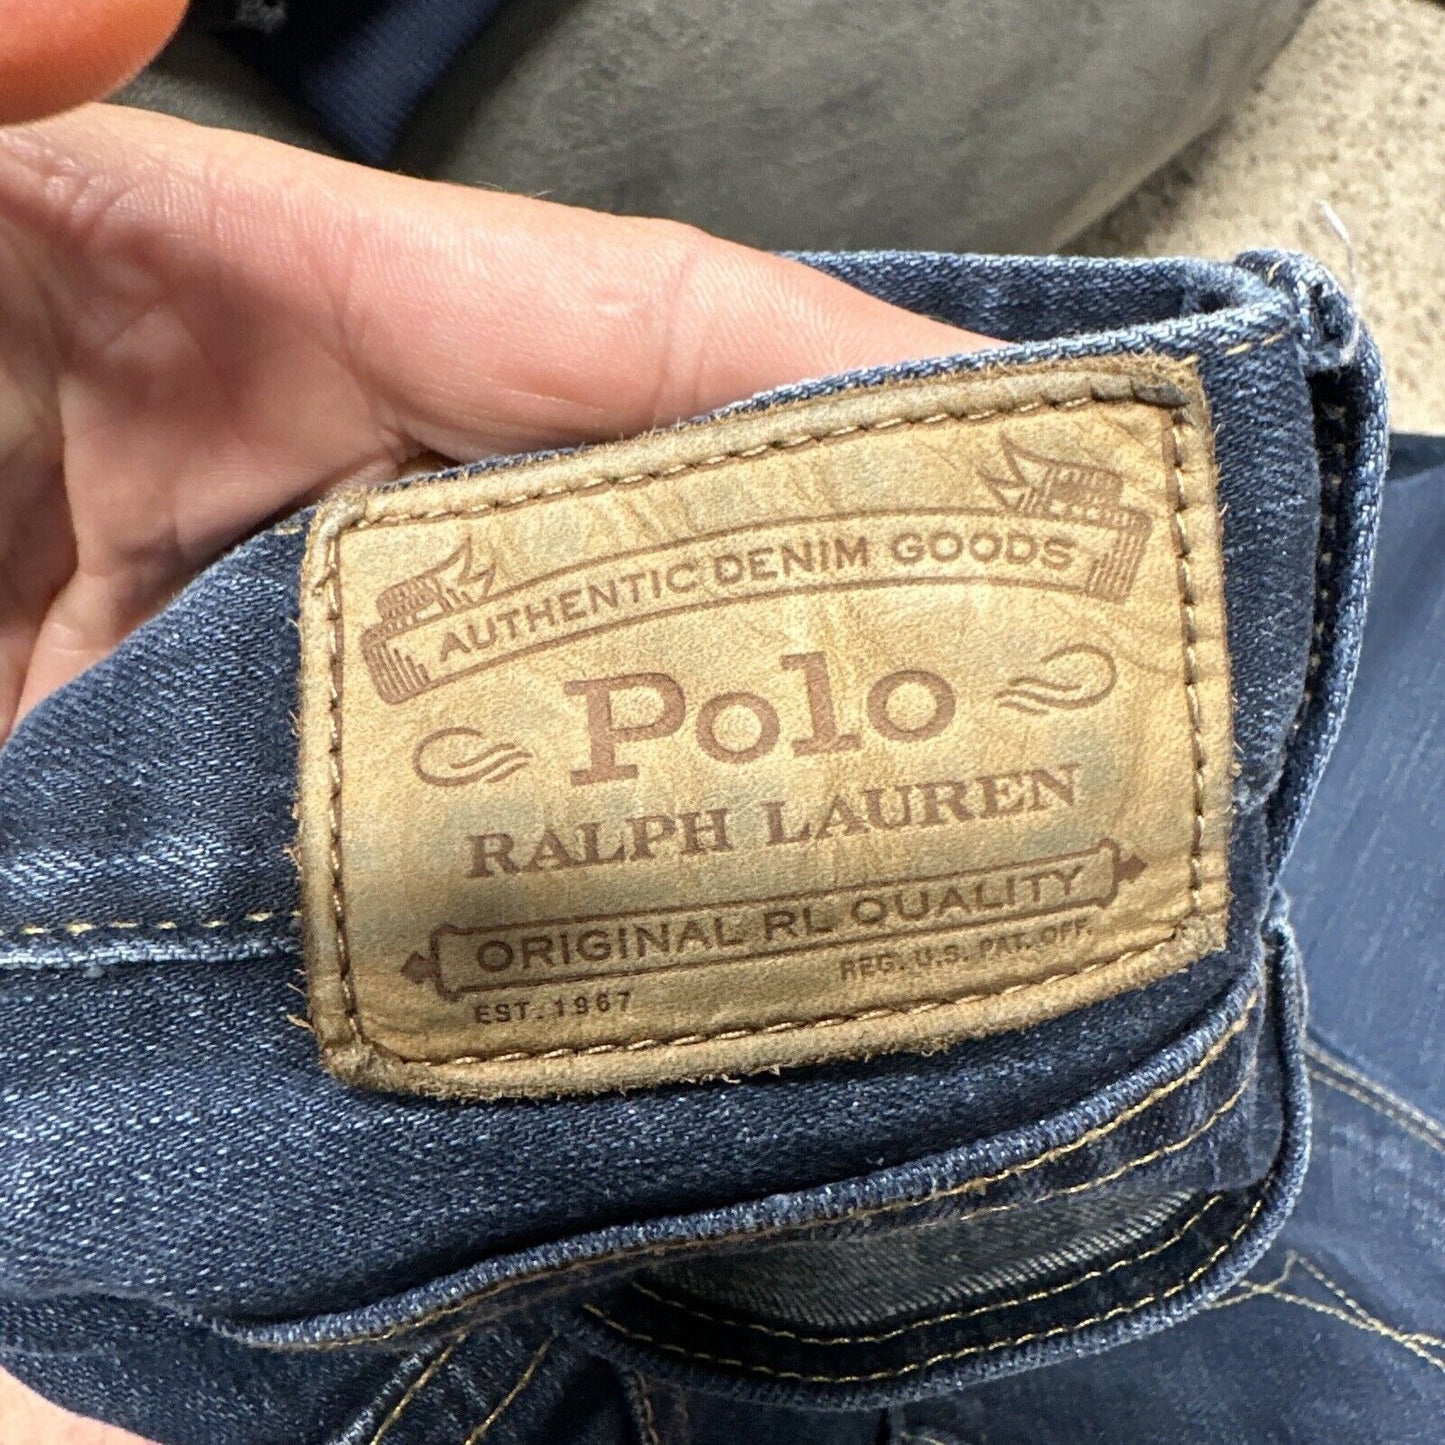 AUTHENTIC DENIM GOODS
Polo
RALPH LAUREN
ORIGINAL RL QUALITY
EST. 1967 REG. U.S. PAT. OFF.